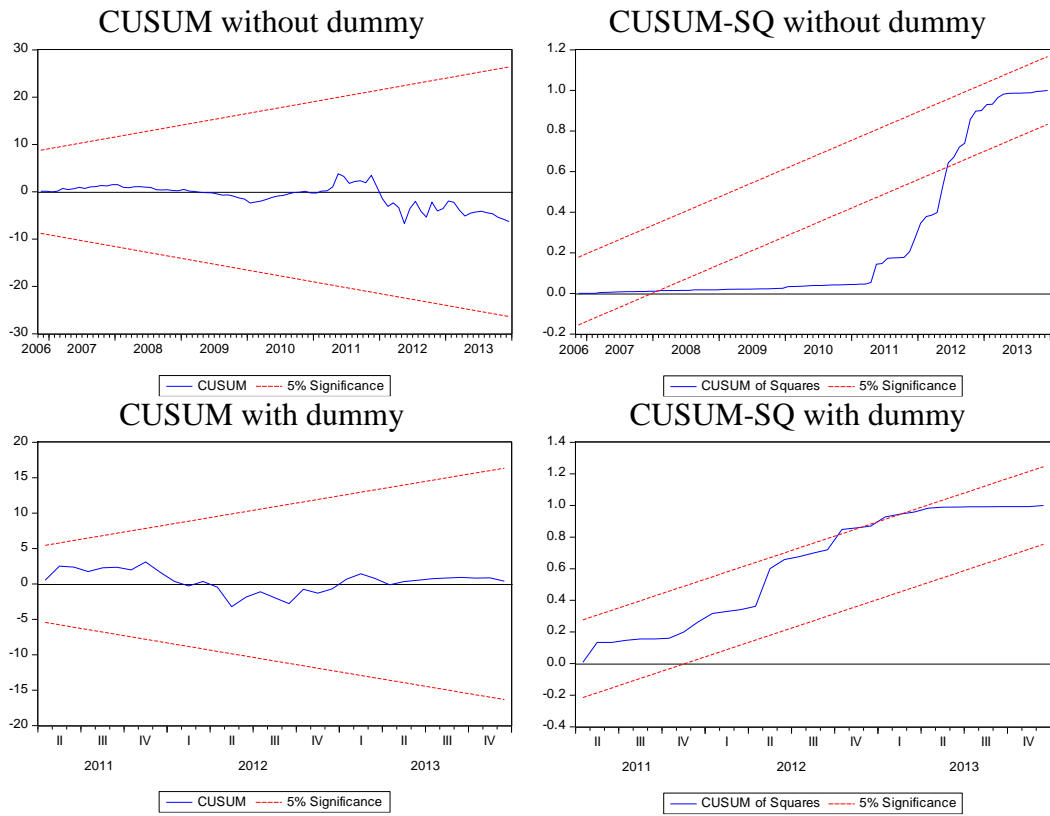 CUSUM without dummy
30
20
10
0
-10
-20
-30
2006 2007 2008 2009 2010 2011 2012 2013
CUSUM 5% Significance
CUSUM-SQ without dummy
1.2
1.0
0.8
0.6
0.4
0.2
0.0
-0.2
2006 2007 2008 2009 2010 2011 2012 2013
CUSUM of Squares 5% Significance
CUSUM with dummy
20
15
10
5
0
-5
-10
-15
-20
II III IV I II III IV I II III IV
2011 2012 2013
CUSUM 5% Significance
CUSUM-SQ with dummy
1.4
1.2
1.0
0.8
0.6
0.4
0.2
0.0
-0.2
-0.4
II III IV I II III IV I II III IV
2011 2012 2013
CUSUM of Squares 5% Significance